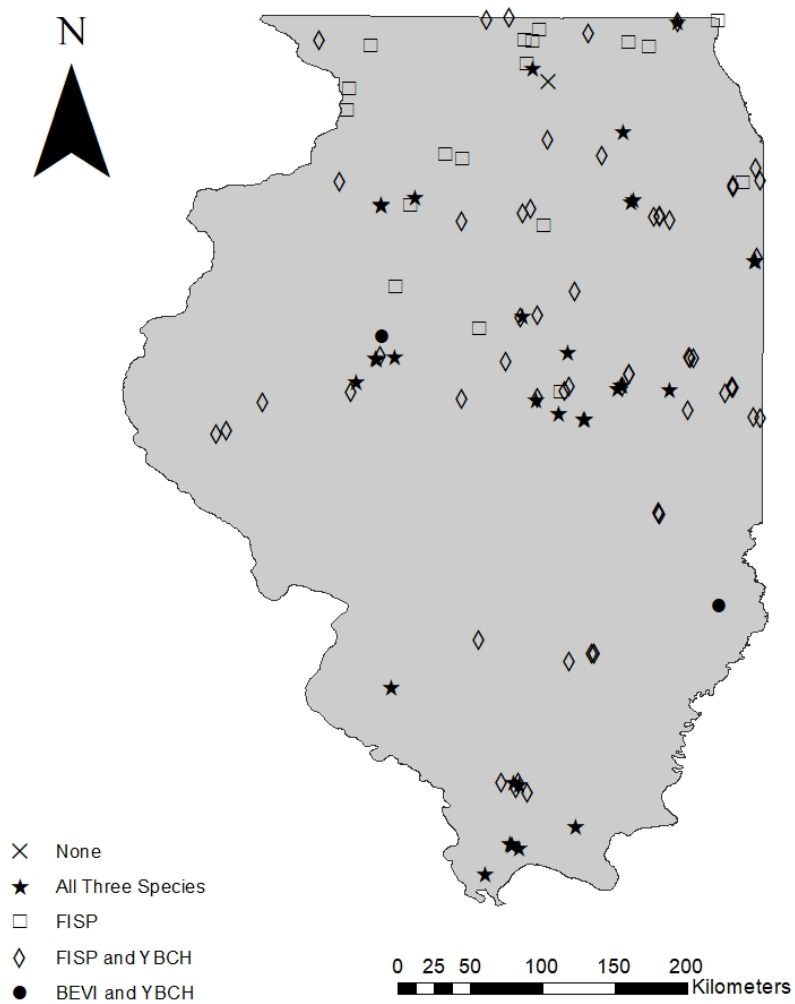 N
None
All Three Species
FISP
FISP and YBCH
BEVI and YBCH
0 25 50 100 150 200
Kilometers